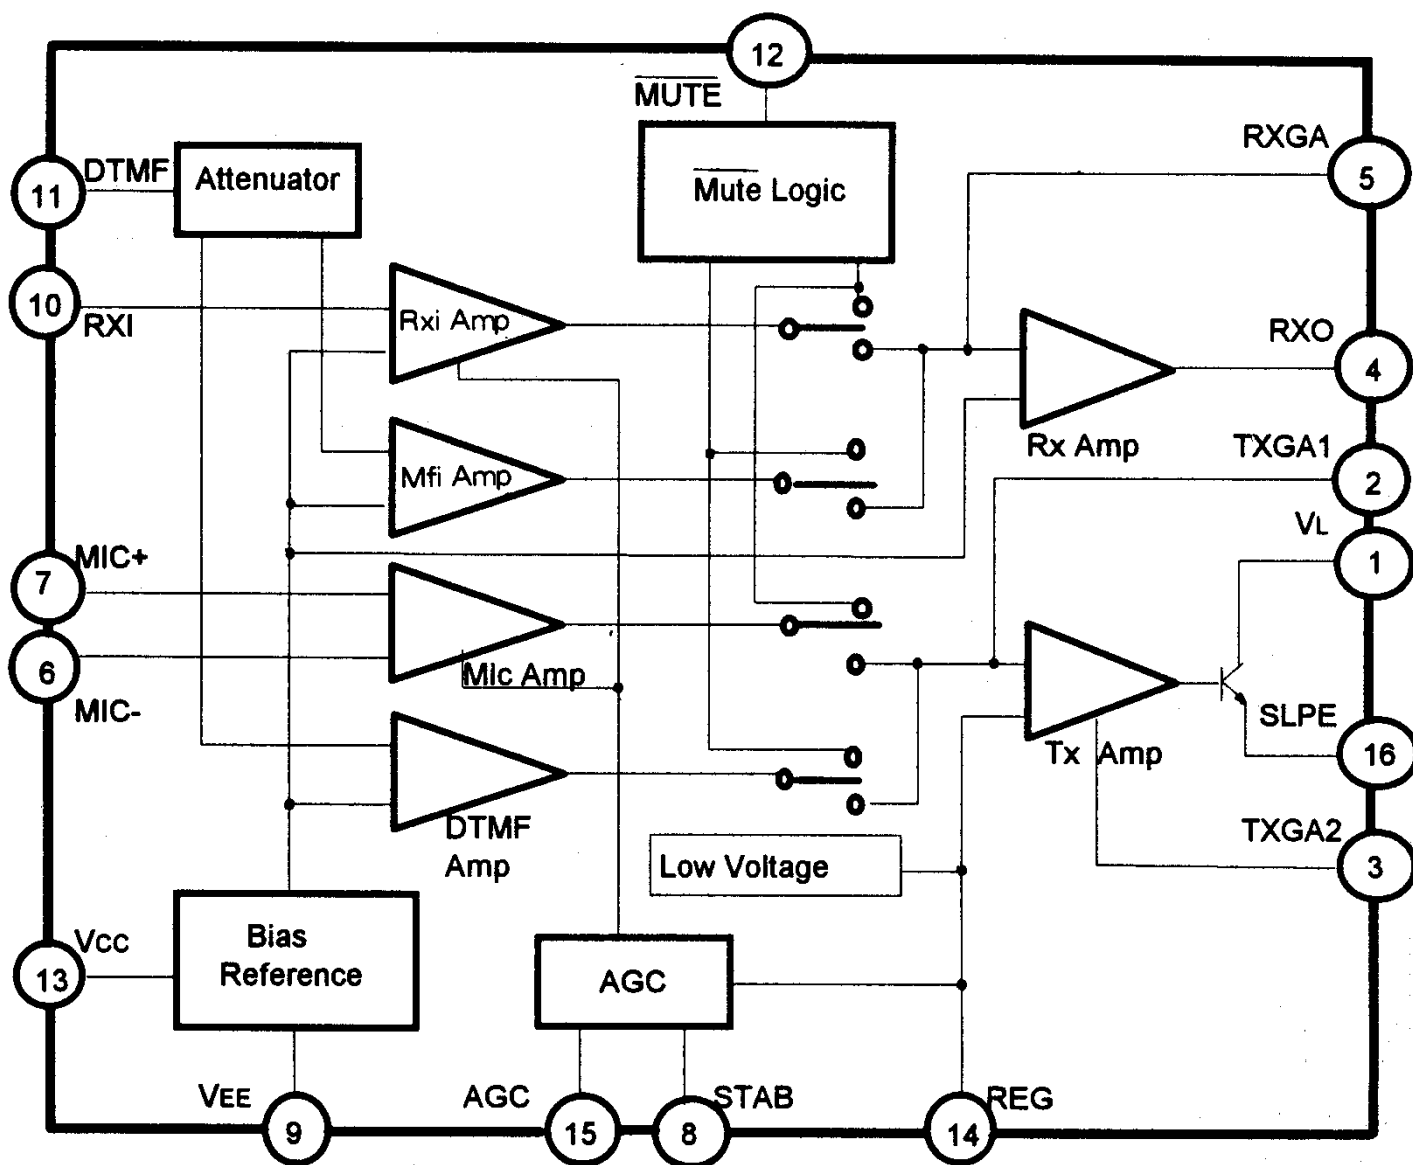 12
MUTE
RXGA
5
11
DTMF
Attenuator
Mute Logic
10
RXI
Rxi Amp
RXO
4
Rx Amp
Mfi Amp
TXGA1
2
VL
1
MIC+
7
6
MIC-
Mic Amp
SLPE
16
Tx Amp
DTMF
Amp
TXGA2
3
Low Voltage
VCC
13
Bias
Reference
AGC
VEE
9
AGC
15
8
STAB
14
REG